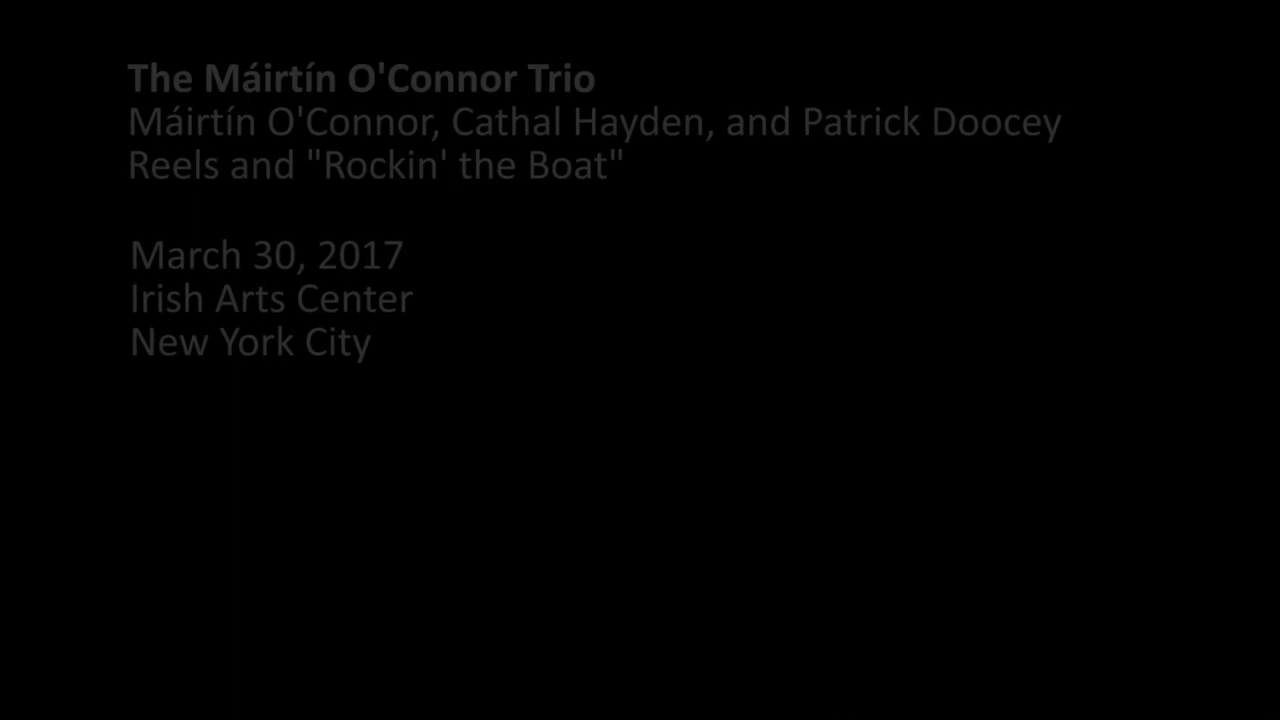 The Máirtín O'Connor Trio
Máirtín O'Connor, Cathal Hayden, and Patrick Doocey
Reels and "Rockin' the Boat"
March 30, 2017
Irish Arts Center
New York City